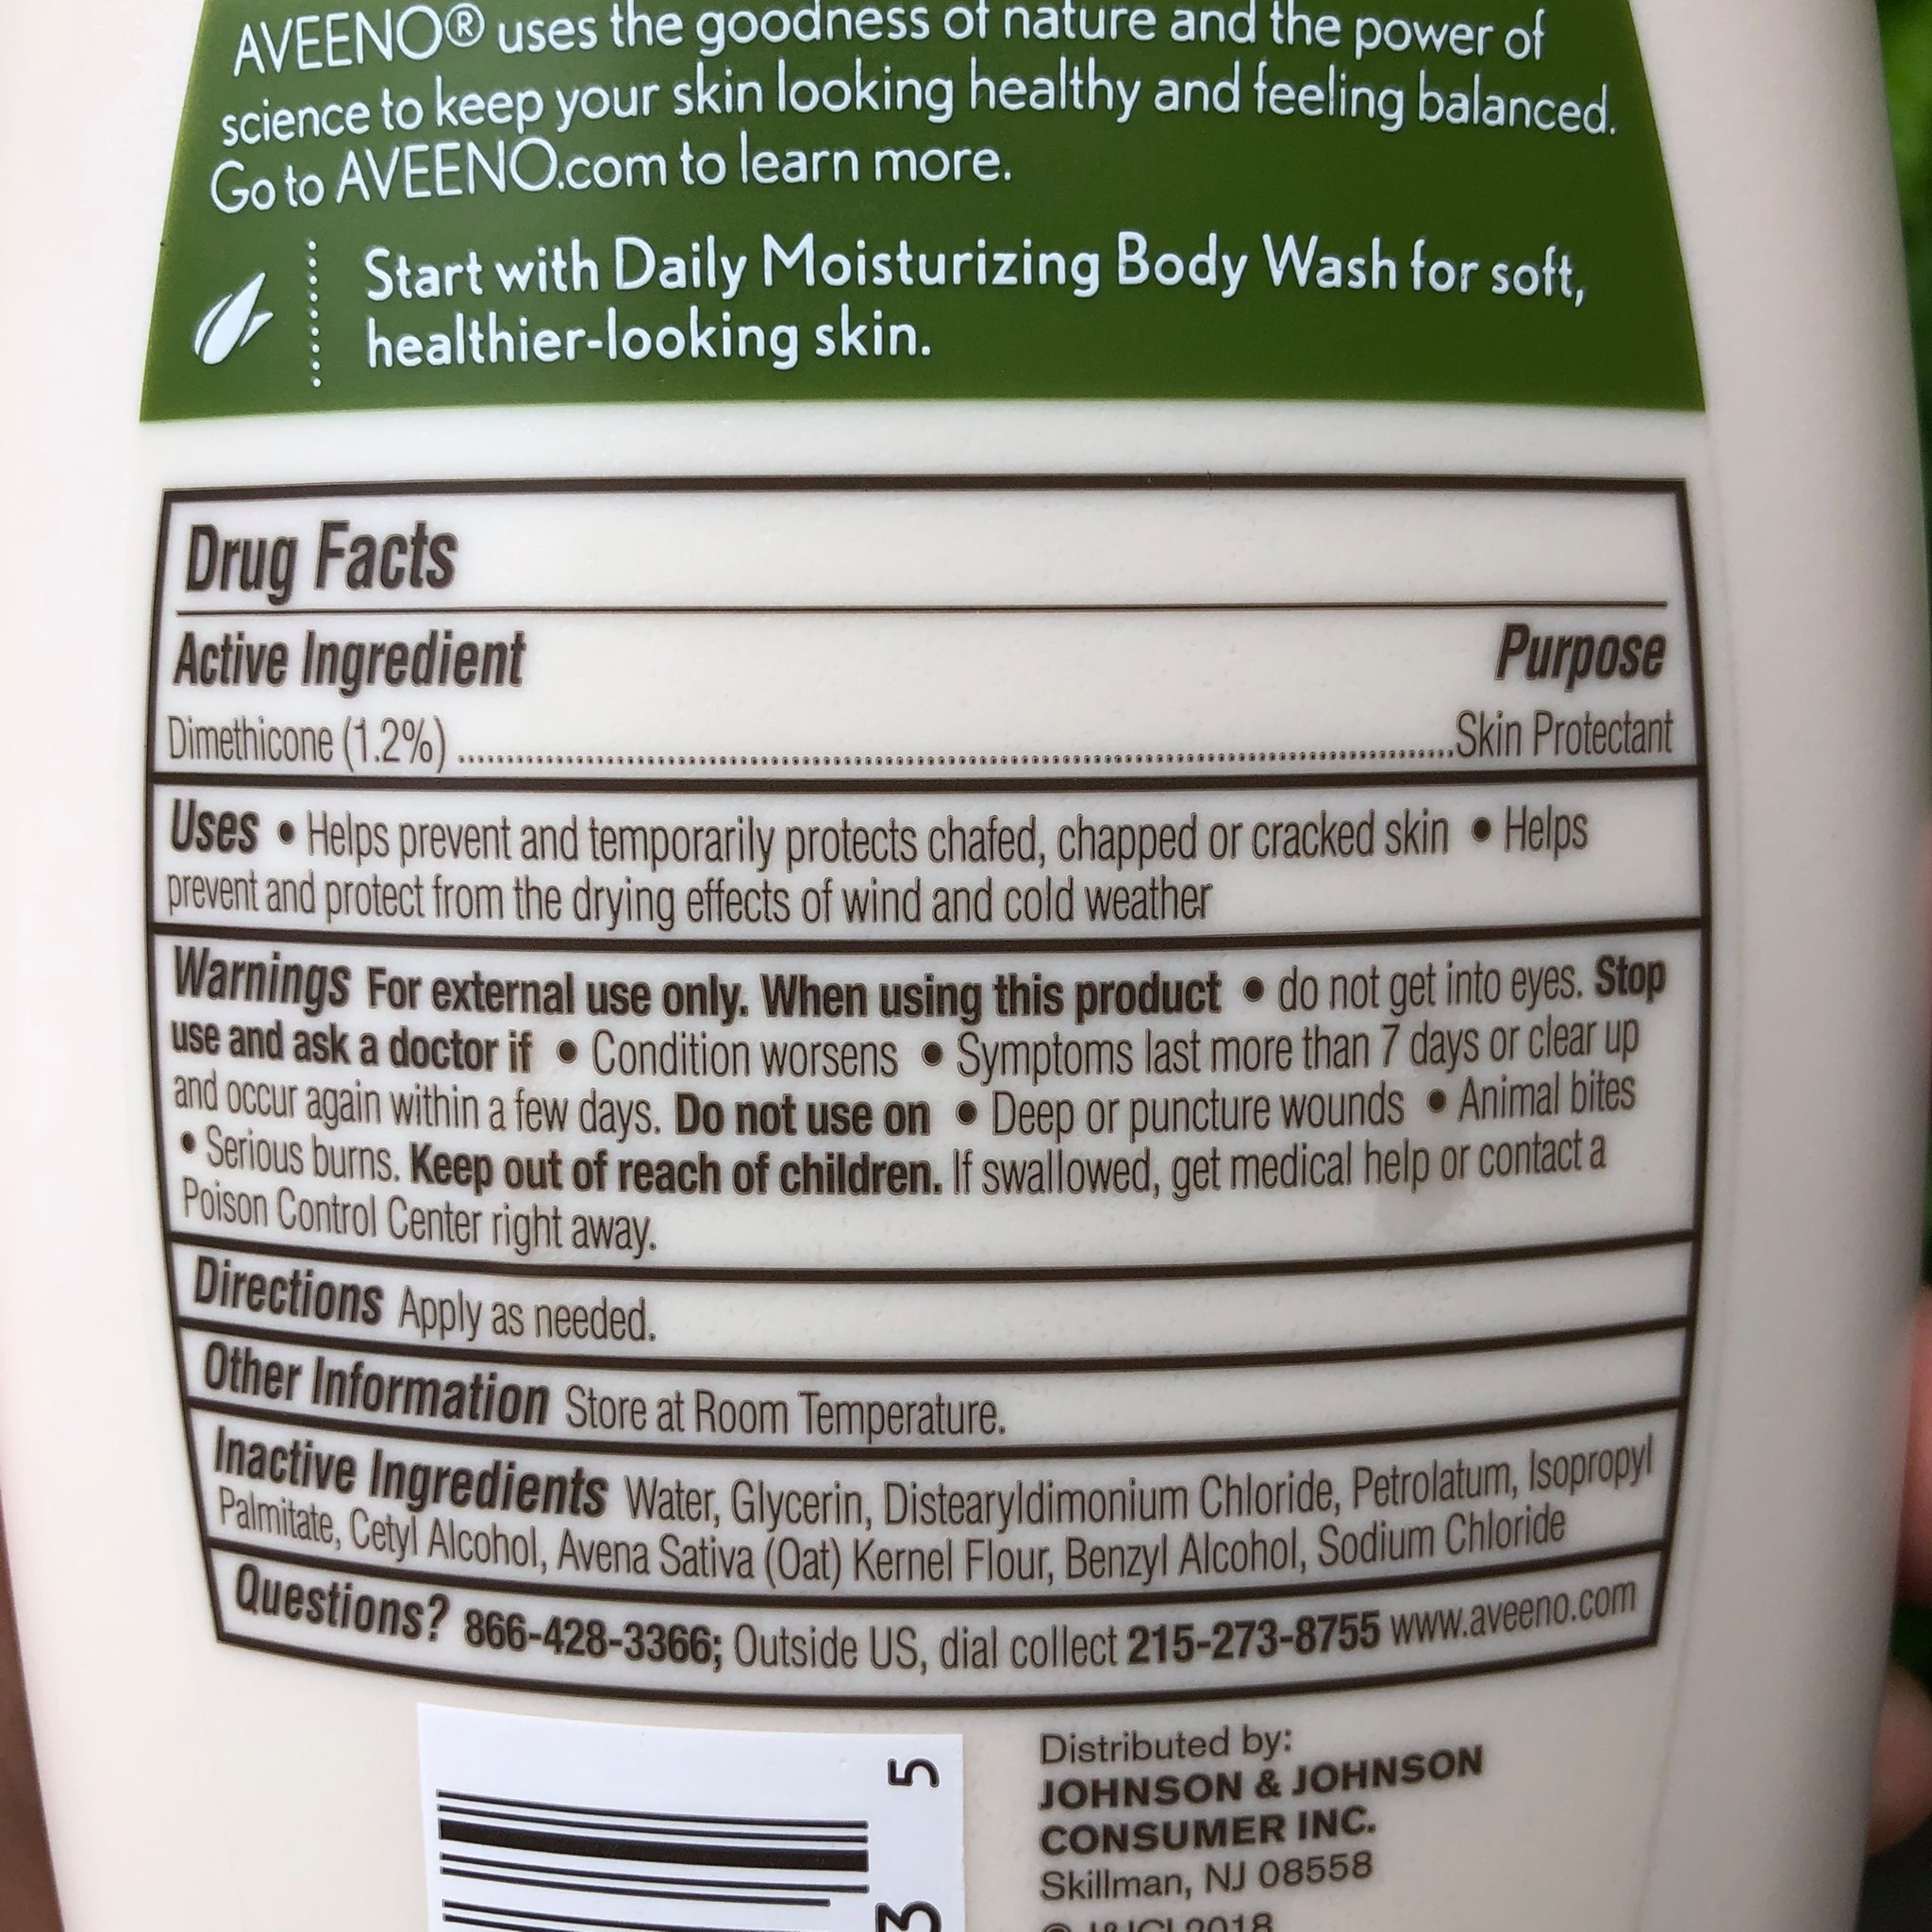 AVEENO® uses the goodness of nature and the power of
science to keep your skin looking healthy and feeling balanced.
Go to AVEENO.com to learn more.
Start with Daily Moisturizing Body Wash for soft,
healthier-looking skin.
Drug Facts
Active Ingredient Purpose
Dimethicone (1.2%) ........ Skin Protectant
Uses • Helps prevent and temporarily protects chafed, chapped or cracked skin • Helps
prevent and protect from the drying effects of wind and cold weather
Warnings For external use only. When using this product • do not get into eyes. Stop
use and ask a doctor if • Condition worsens • Symptoms last more than 7 days or clear up
and occur again within a few days. Do not use on • Deep or puncture wounds • Animal bites
• Serious burns. Keep out of reach of children. If swallowed, get medical help or contact a
Poison Control Center right away.
Directions Apply as needed.
Other Information Store at Room Temperature.
Inactive Ingredients Water, Glycerin, Distearyldimonium Chloride, Petrolatum, Isopropyl
Palmitate, Cetyl Alcohol, Avena Sativa (Oat) Kernel Flour, Benzyl Alcohol, Sodium Chloride
Questions? 866-428-3366; Outside US, dial collect 215-273-8755 www.aveeno.com
5
3
Distributed by:
JOHNSON & JOHNSON
CONSUMER INC.
Skillman, NJ 08558
© J&JCI 2018